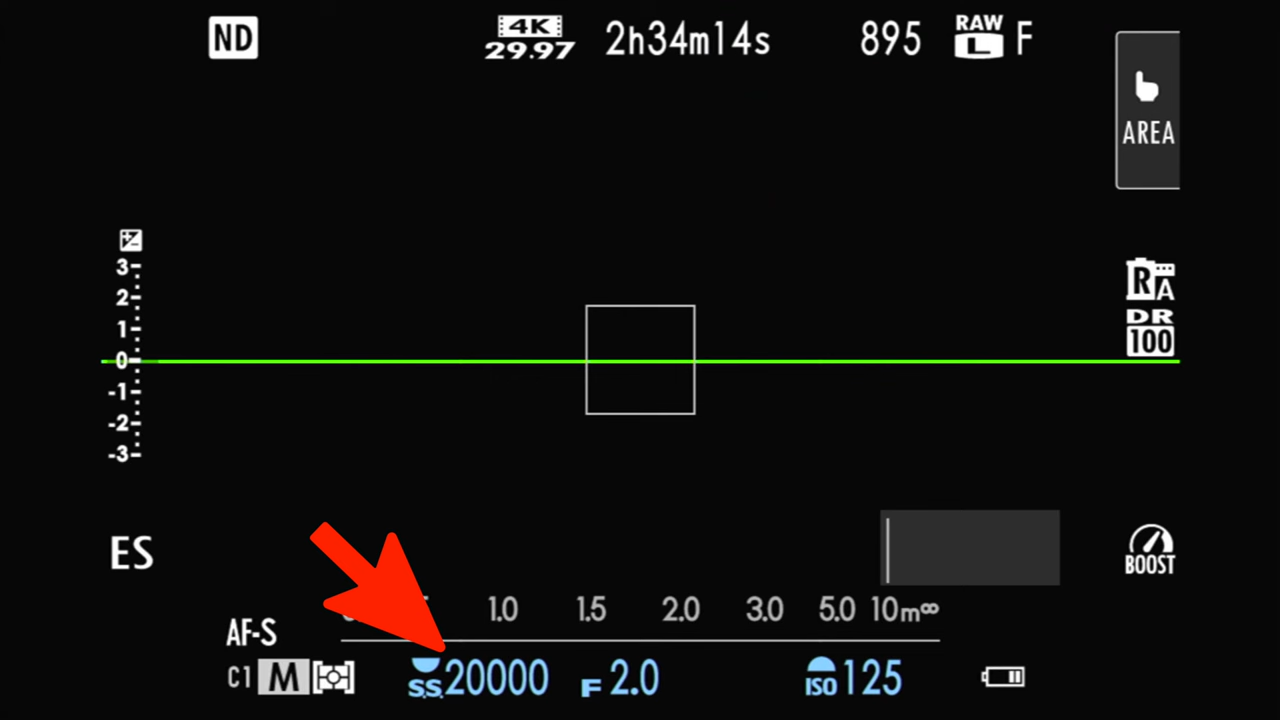 ND
4K
29.97
2h34m14s
895
RAW
L
F
AREA
3
2
1
0
-1
-2
-3
R
A
DR
100
ES
BOOST
1.0 1.5 2.0 3.0 5.0 10m∞
AF-S
C1 M S.S. 20000 F 2.0 ISO 125